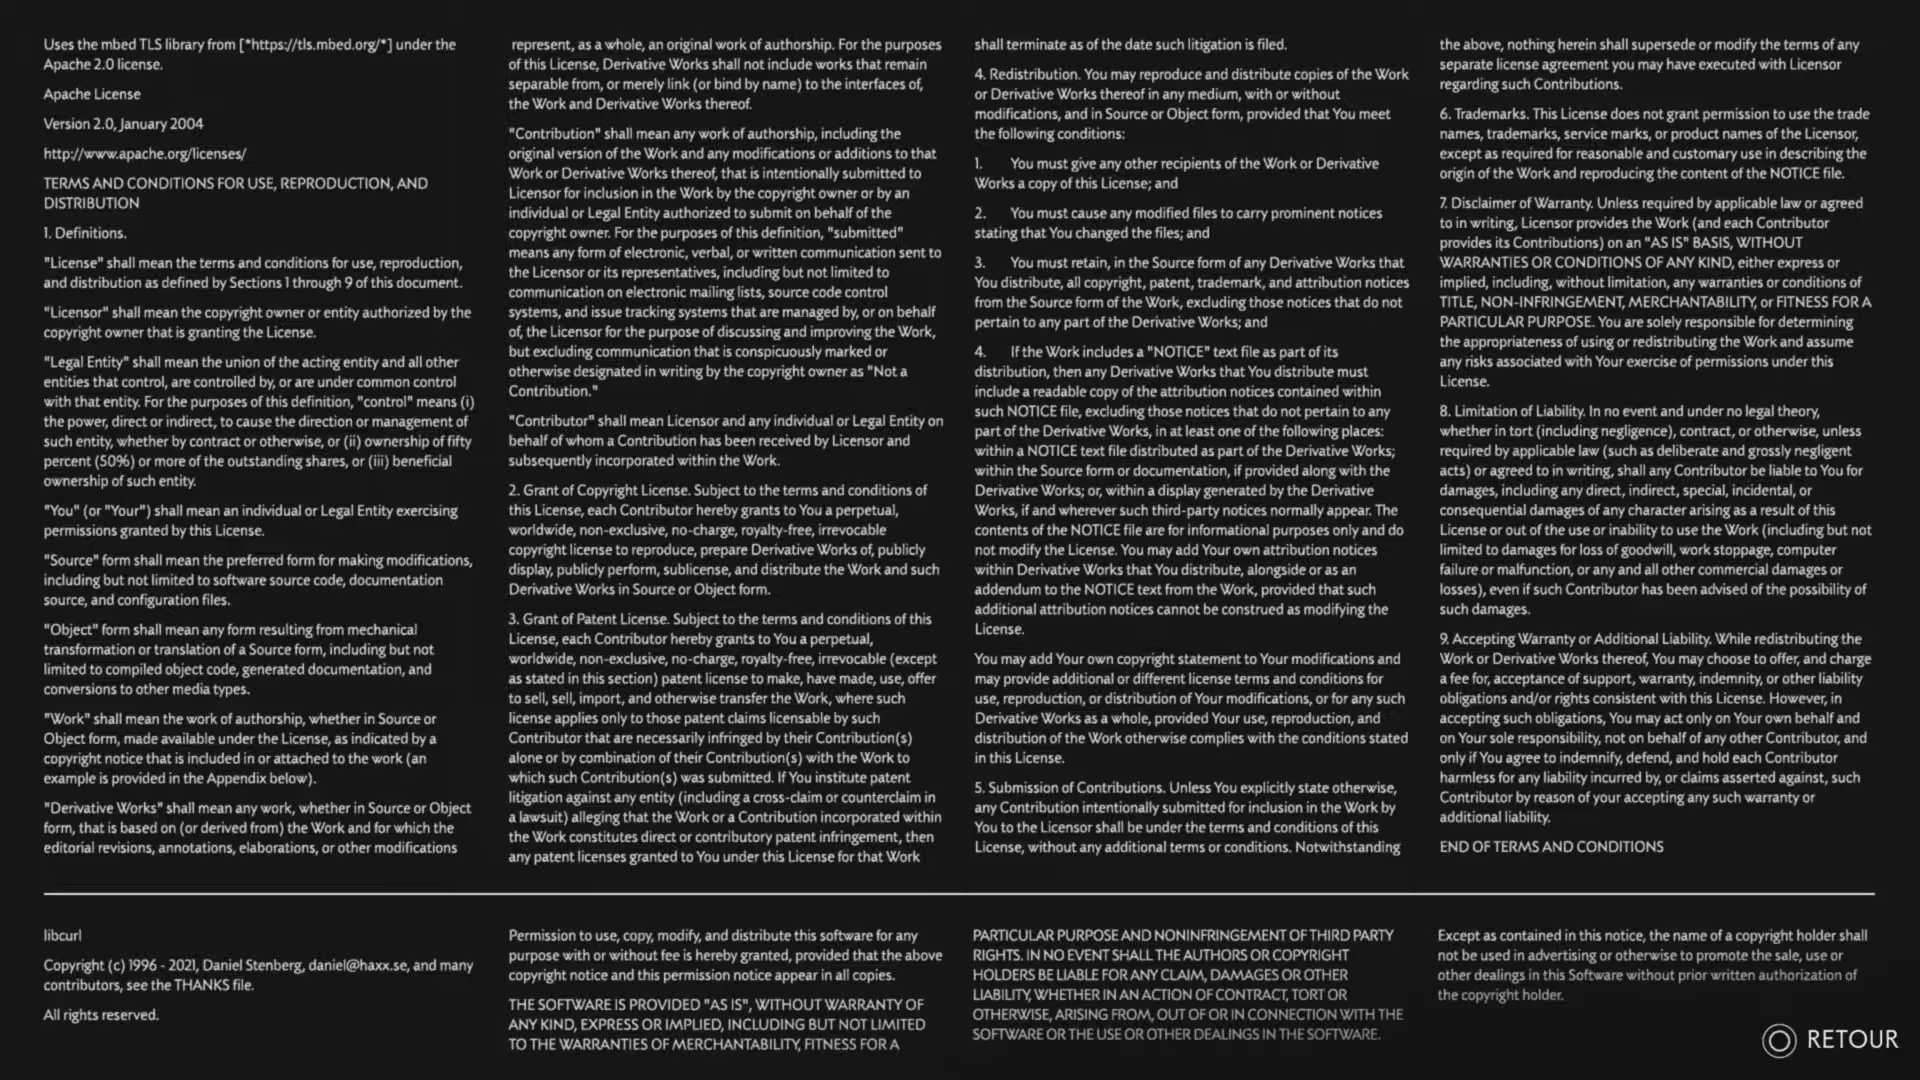 Uses the mbed TLS library from [*https://tls.mbed.org/*] under the
Apache 2.0 license.
Apache License
Version 2.0, January 2004
http://www.apache.org/licenses/
TERMS AND CONDITIONS FOR USE, REPRODUCTION, AND
DISTRIBUTION
1. Definitions.
"License" shall mean the terms and conditions for use, reproduction,
and distribution as defined by Sections 1 through 9 of this document.
"Licensor" shall mean the copyright owner or entity authorized by the
copyright owner that is granting the License.
"Legal Entity" shall mean the union of the acting entity and all other
entities that control, are controlled by, or are under common control
with that entity. For the purposes of this definition, "control" means (i)
the power, direct or indirect, to cause the direction or management of
such entity, whether by contract or otherwise, or (ii) ownership of fifty
percent (50%) or more of the outstanding shares, or (iii) beneficial
ownership of such entity.
"You" (or "Your") shall mean an individual or Legal Entity exercising
permissions granted by this License.
"Source" form shall mean the preferred form for making modifications,
including but not limited to software source code, documentation
source, and configuration files.
"Object" form shall mean any form resulting from mechanical
transformation or translation of a Source form, including but not
limited to compiled object code, generated documentation, and
conversions to other media types.
"Work" shall mean the work of authorship, whether in Source or
Object form, made available under the License, as indicated by a
copyright notice that is included in or attached to the work (an
example is provided in the Appendix below).
"Derivative Works" shall mean any work, whether in Source or Object
form, that is based on (or derived from) the Work and for which the
editorial revisions, annotations, elaborations, or other modifications
represent, as a whole, an original work of authorship. For the purposes
of this License, Derivative Works shall not include works that remain
separable from, or merely link (or bind by name) to the interfaces of,
the Work and Derivative Works thereof.
"Contribution" shall mean any work of authorship, including the
original version of the Work and any modifications or additions to that
Work or Derivative Works thereof, that is intentionally submitted to
Licensor for inclusion in the Work by the copyright owner or by an
individual or Legal Entity authorized to submit on behalf of the
copyright owner. For the purposes of this definition, "submitted"
means any form of electronic, verbal, or written communication sent to
the Licensor or its representatives, including but not limited to
communication on electronic mailing lists, source code control
systems, and issue tracking systems that are managed by, or on behalf
of, the Licensor for the purpose of discussing and improving the Work,
but excluding communication that is conspicuously marked or
otherwise designated in writing by the copyright owner as "Not a
Contribution."
"Contributor" shall mean Licensor and any individual or Legal Entity on
behalf of whom a Contribution has been received by Licensor and
subsequently incorporated within the Work.
2. Grant of Copyright License. Subject to the terms and conditions of
this License, each Contributor hereby grants to You a perpetual,
worldwide, non-exclusive, no-charge, royalty-free, irrevocable
copyright license to reproduce, prepare Derivative Works of, publicly
display, publicly perform, sublicense, and distribute the Work and such
Derivative Works in Source or Object form.
3. Grant of Patent License. Subject to the terms and conditions of this
License, each Contributor hereby grants to You a perpetual,
worldwide, non-exclusive, no-charge, royalty-free, irrevocable (except
as stated in this section) patent license to make, have made, use, offer
to sell, sell, import, and otherwise transfer the Work, where such
license applies only to those patent claims licensable by such
Contributor that are necessarily infringed by their Contribution(s)
alone or by combination of their Contribution(s) with the Work to
which such Contribution(s) was submitted. If You institute patent
litigation against any entity (including a cross-claim or counterclaim in
a lawsuit) alleging that the Work or a Contribution incorporated within
the Work constitutes direct or contributory patent infringement, then
any patent licenses granted to You under this License for that Work
shall terminate as of the date such litigation is filed.
4. Redistribution. You may reproduce and distribute copies of the Work
or Derivative Works thereof in any medium, with or without
modifications, and in Source or Object form, provided that You meet
the following conditions:
1. You must give any other recipients of the Work or Derivative
Works a copy of this License; and
2. You must cause any modified files to carry prominent notices
stating that You changed the files; and
3. You must retain, in the Source form of any Derivative Works that
You distribute, all copyright, patent, trademark, and attribution notices
from the Source form of the Work, excluding those notices that do not
pertain to any part of the Derivative Works; and
4. If the Work includes a "NOTICE" text file as part of its
distribution, then any Derivative Works that You distribute must
include a readable copy of the attribution notices contained within
such NOTICE file, excluding those notices that do not pertain to any
part of the Derivative Works, in at least one of the following places:
within a NOTICE text file distributed as part of the Derivative Works;
within the Source form or documentation, if provided along with the
Derivative Works; or, within a display generated by the Derivative
Works, if and wherever such third-party notices normally appear. The
contents of the NOTICE file are for informational purposes only and do
not modify the License. You may add Your own attribution notices
within Derivative Works that You distribute, alongside or as an
addendum to the NOTICE text from the Work, provided that such
additional attribution notices cannot be construed as modifying the
License.
You may add Your own copyright statement to Your modifications and
may provide additional or different license terms and conditions for
use, reproduction, or distribution of Your modifications, or for any such
Derivative Works as a whole, provided Your use, reproduction, and
distribution of the Work otherwise complies with the conditions stated
in this License.
5. Submission of Contributions. Unless You explicitly state otherwise,
any Contribution intentionally submitted for inclusion in the Work by
You to the Licensor shall be under the terms and conditions of this
License, without any additional terms or conditions. Notwithstanding
the above, nothing herein shall supersede or modify the terms of any
separate license agreement you may have executed with Licensor
regarding such Contributions.
6. Trademarks. This License does not grant permission to use the trade
names, trademarks, service marks, or product names of the Licensor,
except as required for reasonable and customary use in describing the
origin of the Work and reproducing the content of the NOTICE file.
7. Disclaimer of Warranty. Unless required by applicable law or agreed
to in writing, Licensor provides the Work (and each Contributor
provides its Contributions) on an "AS IS" BASIS, WITHOUT
WARRANTIES OR CONDITIONS OF ANY KIND, either express or
implied, including, without limitation, any warranties or conditions of
TITLE, NON-INFRINGEMENT, MERCHANTABILITY, or FITNESS FOR A
PARTICULAR PURPOSE. You are solely responsible for determining
the appropriateness of using or redistributing the Work and assume
any risks associated with Your exercise of permissions under this
License.
8. Limitation of Liability. In no event and under no legal theory,
whether in tort (including negligence), contract, or otherwise, unless
required by applicable law (such as deliberate and grossly negligent
acts) or agreed to in writing, shall any Contributor be liable to You for
damages, including any direct, indirect, special, incidental, or
consequential damages of any character arising as a result of this
License or out of the use or inability to use the Work (including but not
limited to damages for loss of goodwill, work stoppage, computer
failure or malfunction, or any and all other commercial damages or
losses), even if such Contributor has been advised of the possibility of
such damages.
9. Accepting Warranty or Additional Liability. While redistributing the
Work or Derivative Works thereof, You may choose to offer, and charge
a fee for, acceptance of support, warranty, indemnity, or other liability
obligations and/or rights consistent with this License. However, in
accepting such obligations, You may act only on Your own behalf and
on Your sole responsibility, not on behalf of any other Contributor, and
only if You agree to indemnify, defend, and hold each Contributor
harmless for any liability incurred by, or claims asserted against, such
Contributor by reason of your accepting any such warranty or
additional liability.
END OF TERMS AND CONDITIONS
libcurl
Copyright (c) 1996 - 2021, Daniel Stenberg, daniel@haxx.se, and many
contributors, see the THANKS file.
All rights reserved.
Permission to use, copy, modify, and distribute this software for any
purpose with or without fee is hereby granted, provided that the above
copyright notice and this permission notice appear in all copies.
THE SOFTWARE IS PROVIDED "AS IS", WITHOUT WARRANTY OF
ANY KIND, EXPRESS OR IMPLIED, INCLUDING BUT NOT LIMITED
TO THE WARRANTIES OF MERCHANTABILITY, FITNESS FOR A
PARTICULAR PURPOSE AND NONINFRINGEMENT OF THIRD PARTY
RIGHTS. IN NO EVENT SHALL THE AUTHORS OR COPYRIGHT
HOLDERS BE LIABLE FOR ANY CLAIM, DAMAGES OR OTHER
LIABILITY, WHETHER IN AN ACTION OF CONTRACT, TORT OR
OTHERWISE, ARISING FROM, OUT OF OR IN CONNECTION WITH THE
SOFTWARE OR THE USE OR OTHER DEALINGS IN THE SOFTWARE.
Except as contained in this notice, the name of a copyright holder shall
not be used in advertising or otherwise to promote the sale, use or
other dealings in this Software without prior written authorization of
the copyright holder.
RETOUR